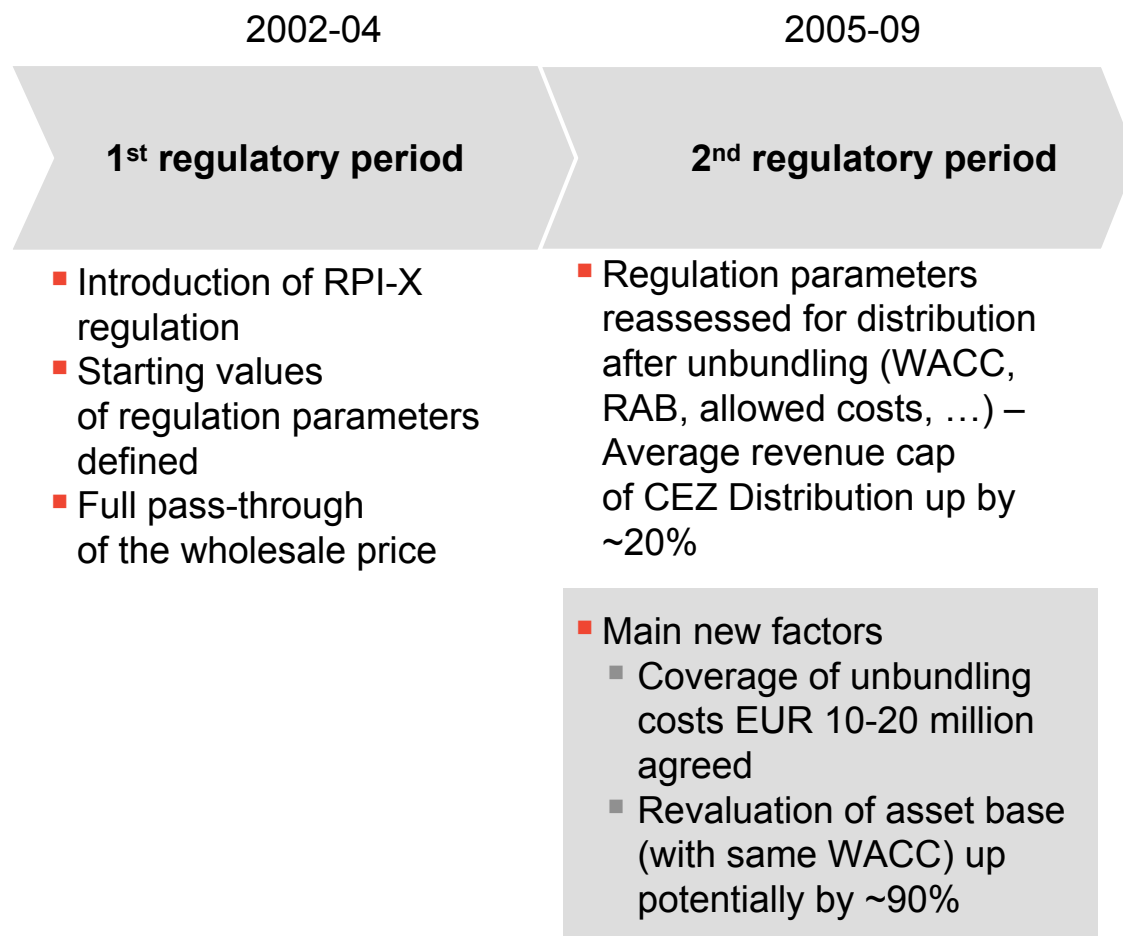 2002-04
2005-09
1st regulatory period
2nd regulatory period
▪ Introduction of RPI-X
regulation
▪ Starting values
of regulation parameters
defined
▪ Full pass-through
of the wholesale price
▪ Regulation parameters
reassessed for distribution
after unbundling (WACC,
RAB, allowed costs, …) –
Average revenue cap
of CEZ Distribution up by
~20%
▪ Main new factors
▪ Coverage of unbundling
costs EUR 10-20 million
agreed
▪ Revaluation of asset base
(with same WACC) up
potentially by ~90%